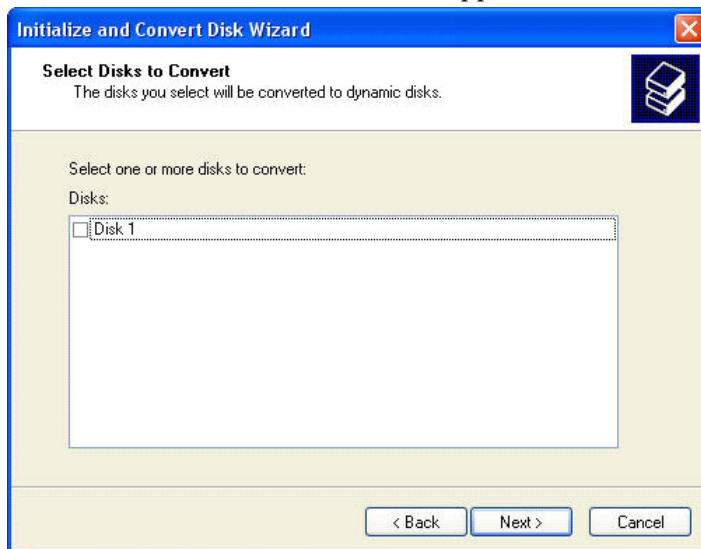 Initialize and Convert Disk Wizard
Select Disks to Convert
The disks you select will be converted to dynamic disks.
Select one or more disks to convert:
Disks:
Disk 1
< Back
Next >
Cancel